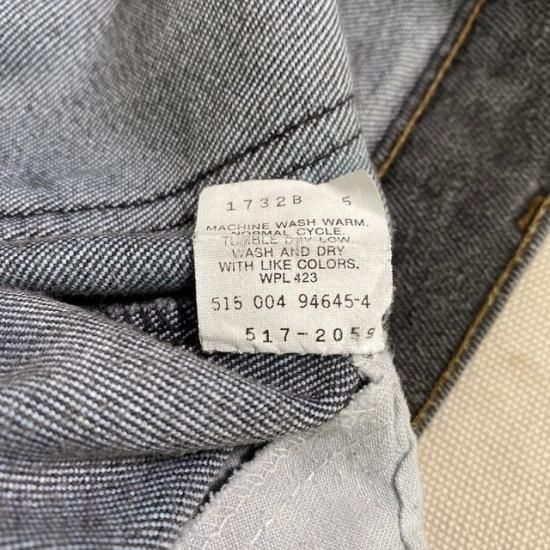 1732B 5
MACHINE WASH WARM.
NORMAL CYCLE.
TUMBLE DRY LOW
WASH AND DRY
WITH LIKE COLORS.
WPL 423
515 004 94645-4
517-2059